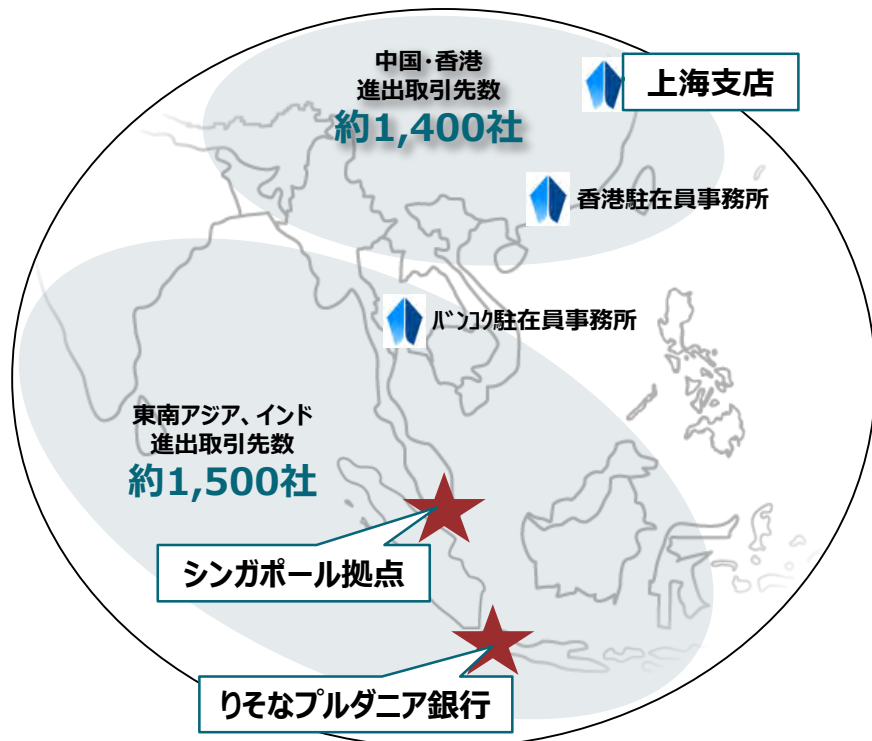 中国・香港
進出取引先数
約1,400社
上海支店
香港駐在員事務所
ﾊﾞﾝｺｸ駐在員事務所
東南アジア、インド
進出取引先数
約1,500社
シンガポール拠点
りそなプルダニア銀行